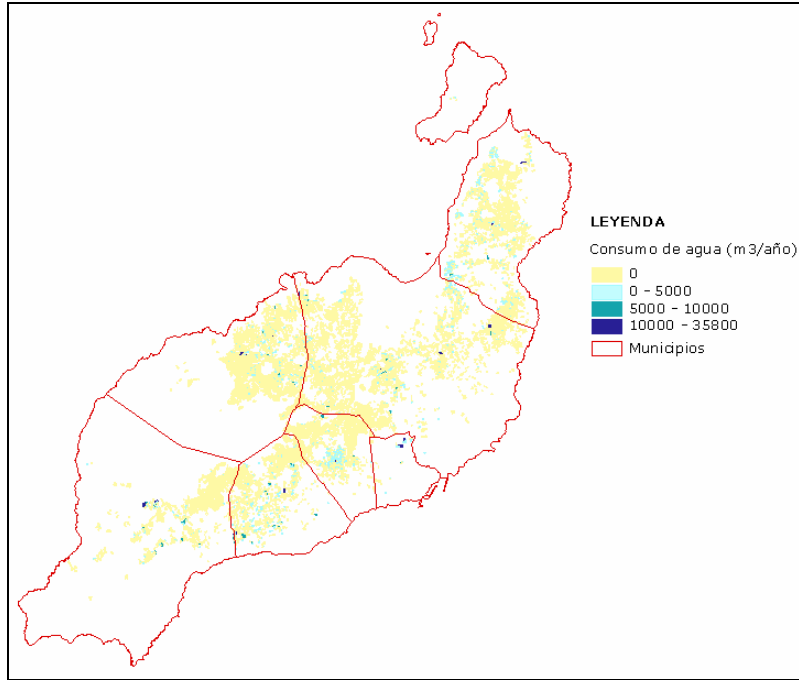 LEYENDA
Consumo de agua (m3/año)
0
0 - 5000
5000 - 10000
10000 - 35800
Municipios